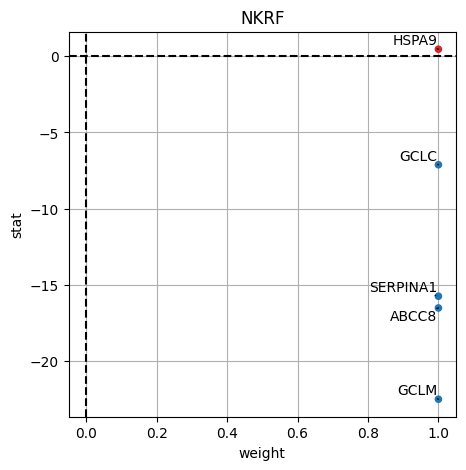 NKRF
HSPA9
0
GCLC
−5
−10
SERPINA1
−15
ABCC8
−20
GCLM
stat
0.0 0.2 0.4 0.6 0.8 1.0
weight